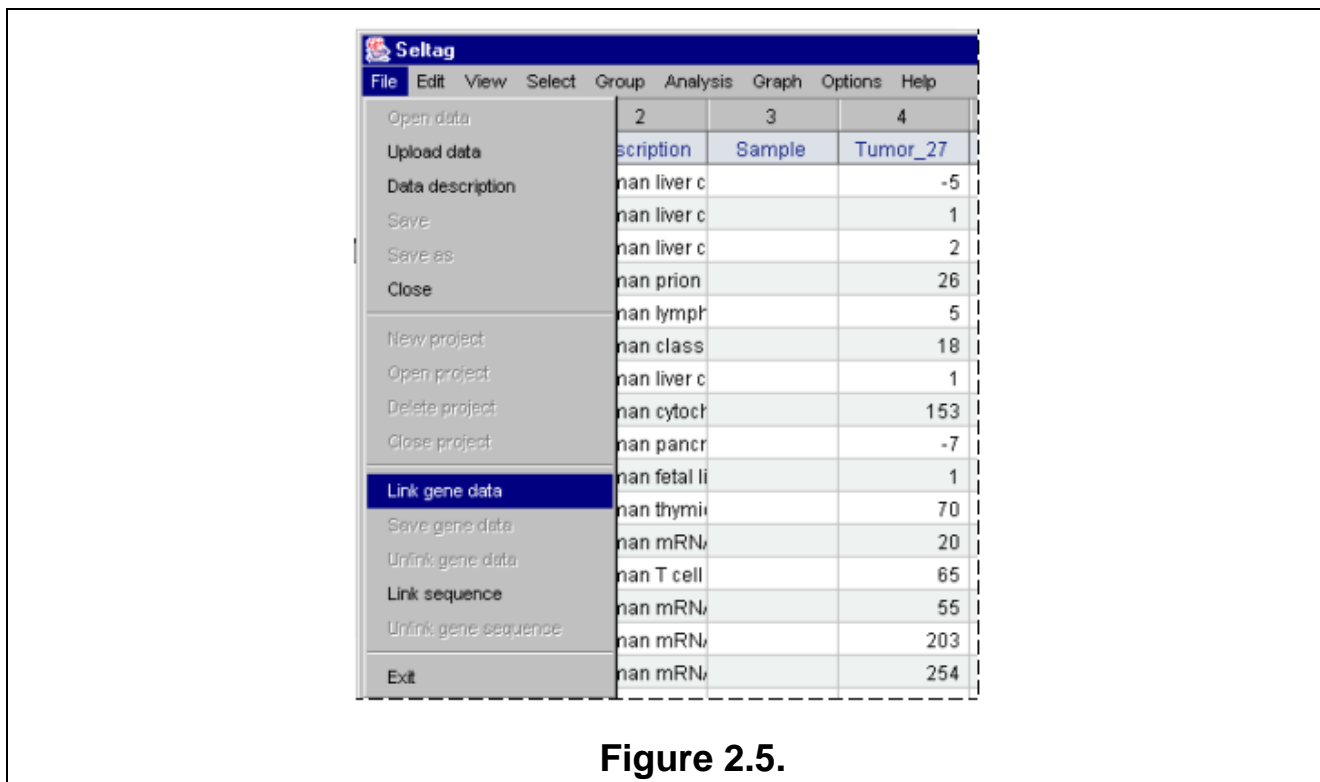 Seltag
File Edit View Select Group Analysis Graph Options Help
Open data
Upload data
Data description
Save
Save as
Close
New project
Open project
Delete project
Close project
Link gene data
Save gene data
Unlink gene data
Link sequence
Unlink gene sequence
Exit
2 3 4
scription Sample Tumor_27
nan liver c -5
nan liver c 1
nan liver c 2
nan prion 26
nan lymph 5
nan class 18
nan liver c 1
nan cytoch 153
nan pancr -7
nan fetal li 1
nan thymi 70
nan mRN 20
nan T cell 65
nan mRN 55
nan mRN 203
nan mRN 254
Figure 2.5.